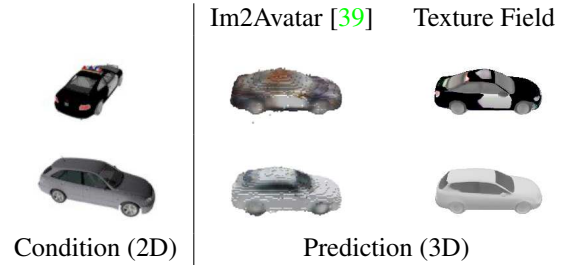 Im2Avatar [39] Texture Field
Condition (2D) Prediction (3D)